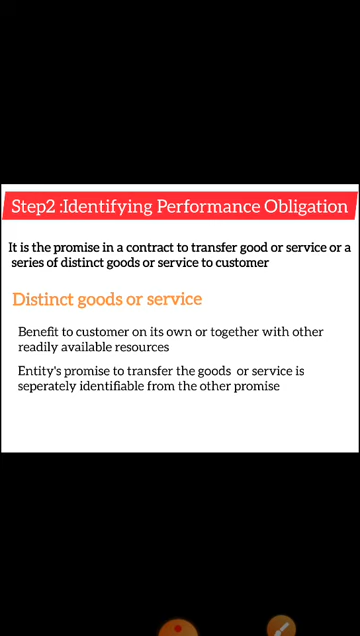 Step2 :Identifying Performance Obligation
It is the promise in a contract to transfer good or service or a
series of distinct goods or service to customer
Distinct goods or service
Benefit to customer on its own or together with other
readily available resources
Entity's promise to transfer the goods or service is
seperately identifiable from the other promise